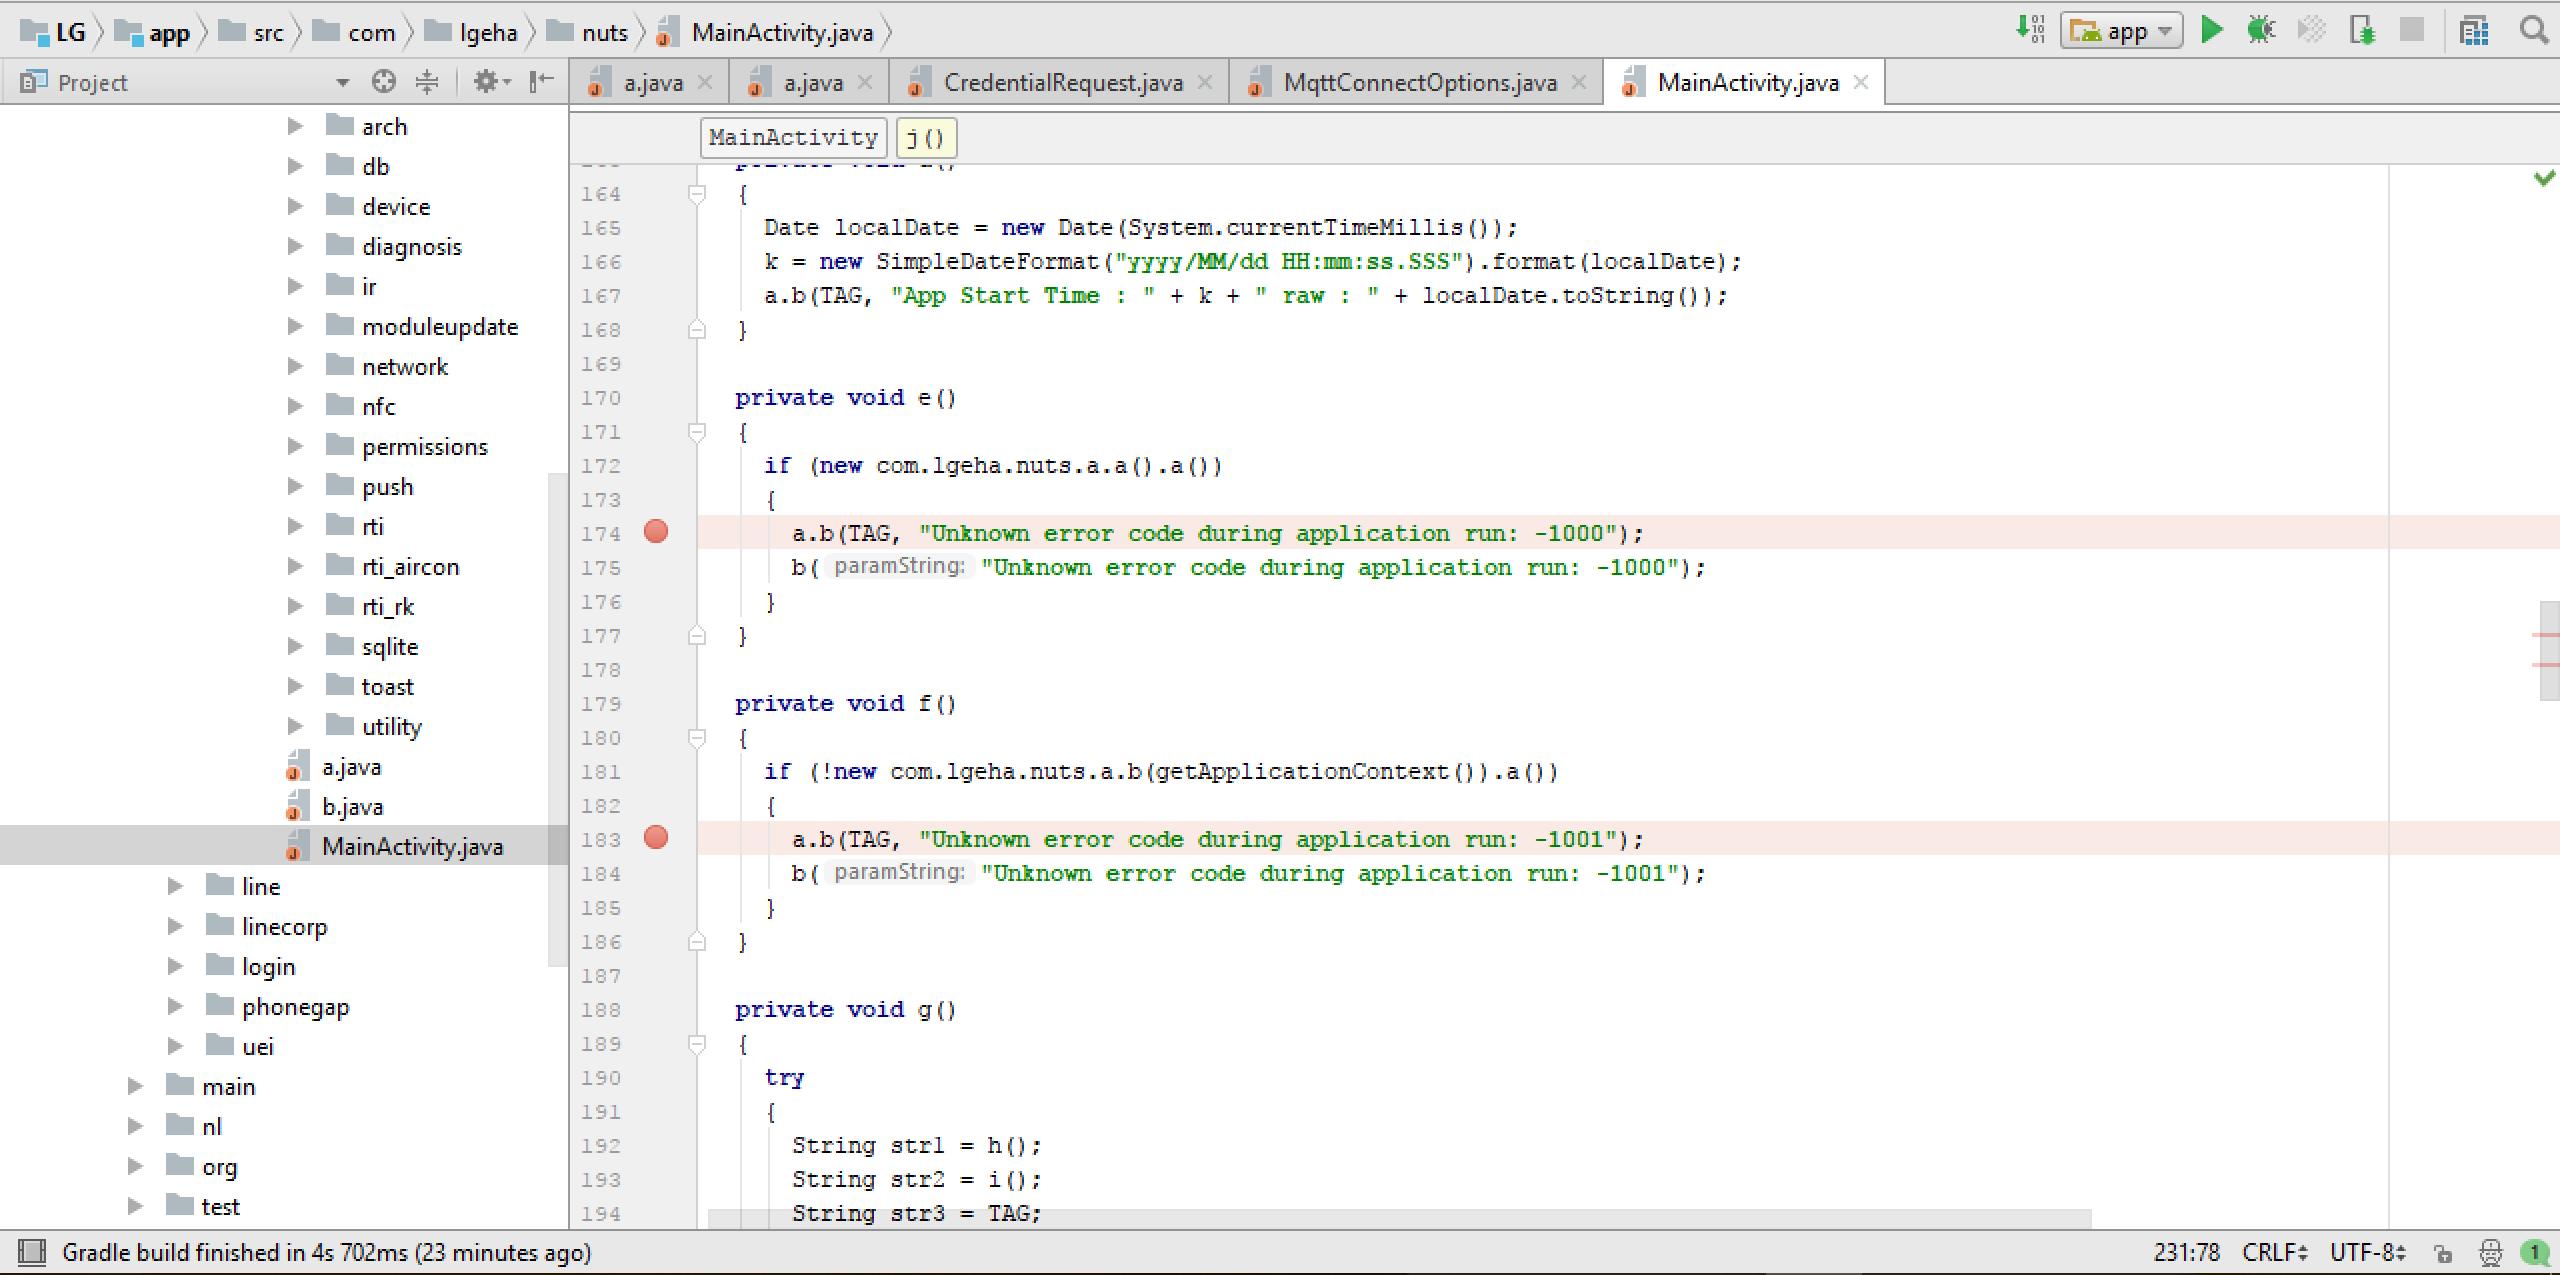 LG app src com lgeha nuts MainActivity.java
app
Project
a.java a.java CredentialRequest.java MqttConnectOptions.java MainActivity.java
MainActivity j()
arch
db
device
diagnosis
ir
moduleupdate
network
nfc
permissions
push
rti
rti_aircon
rti_rk
sqlite
toast
utility
a.java
b.java
MainActivity.java
line
linecorp
login
phonegap
uei
main
nl
org
test
164 {
165 Date localDate = new Date(System.currentTimeMillis());
166 k = new SimpleDateFormat("yyyy/MM/dd HH:mm:ss.SSS").format(localDate);
167 a.b(TAG, "App Start Time : " + k + " raw : " + localDate.toString());
168 }
169
170 private void e()
171 {
172 if (new com.lgeha.nuts.a.a().a())
173 {
174 a.b(TAG, "Unknown error code during application run: -1000");
175 b( paramString: "Unknown error code during application run: -1000");
176 }
177 }
178
179 private void f()
180 {
181 if (!new com.lgeha.nuts.a.b(getApplicationContext()).a())
182 {
183 a.b(TAG, "Unknown error code during application run: -1001");
184 b( paramString: "Unknown error code during application run: -1001");
185 }
186 }
187
188 private void g()
189 {
190 try
191 {
192 String str1 = h();
193 String str2 = i();
194 String str3 = TAG;
Gradle build finished in 4s 702ms (23 minutes ago) 231:78 CRLF UTF-8 1